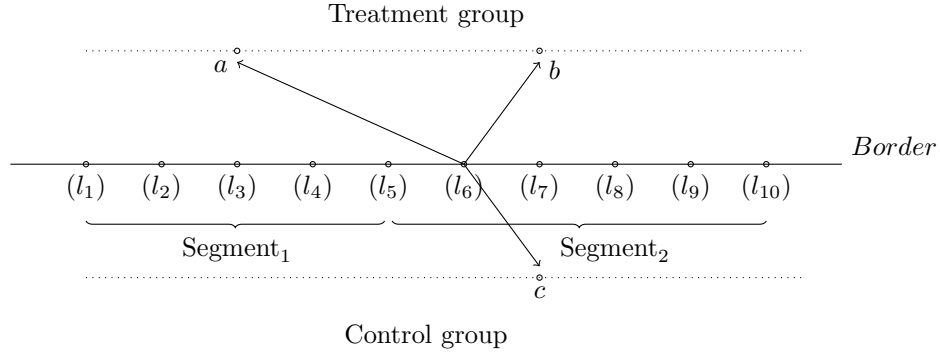 Treatment group
a
b
Border
(l₁) (l₂) (l₃) (l₄) (l₅) (l₆) (l₇) (l₈) (l₉) (l₁₀)
Segment₁ Segment₂
c
Control group